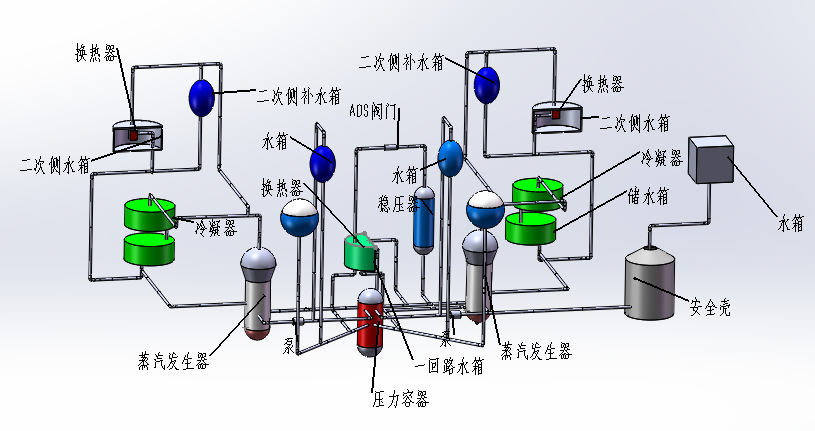 换热器
二次侧补水箱
换热器
二次侧补水箱
ADS阀门
二次侧水箱
水箱
冷凝器
二次侧水箱
水箱
换热器
储水箱
稳压器
冷凝器
水箱
安全壳
蒸汽发生器
泵
泵
蒸汽发生器
一回路水箱
压力容器